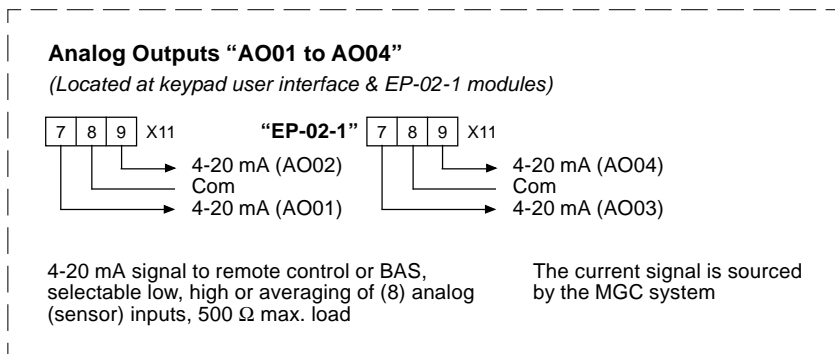 Analog Outputs “AO01 to AO04”
(Located at keypad user interface & EP-02-1 modules)
7 8 9 X11
4-20 mA (AO02)
Com
4-20 mA (AO01)
“EP-02-1” 7 8 9 X11
4-20 mA (AO04)
Com
4-20 mA (AO03)
4-20 mA signal to remote control or BAS,
selectable low, high or averaging of (8) analog
(sensor) inputs, 500 Ω max. load
The current signal is sourced
by the MGC system